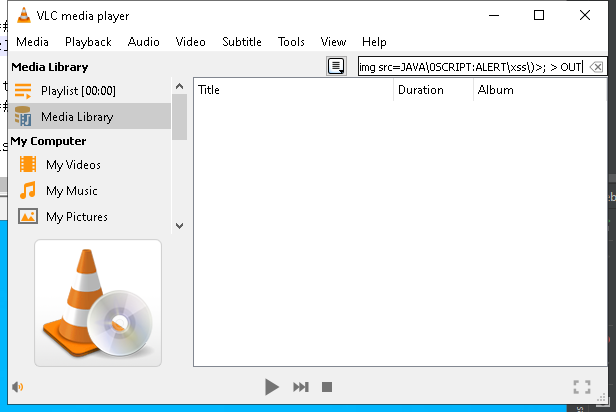 VLC media player
Media Playback Audio Video Subtitle Tools View Help
Media Library
img src=JAVA\0SCRIPT:ALERT\xss\)>; > OUT
Playlist [00:00]
Title Duration Album
Media Library
My Computer
My Videos
My Music
My Pictures